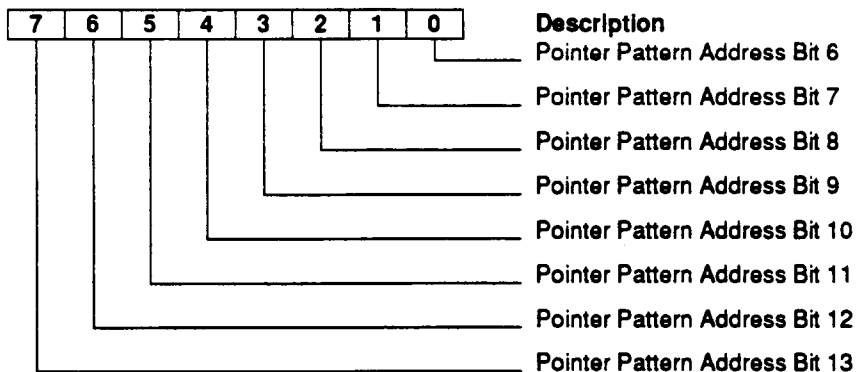 7 6 5 4 3 2 1 0 Description
Pointer Pattern Address Bit 6
Pointer Pattern Address Bit 7
Pointer Pattern Address Bit 8
Pointer Pattern Address Bit 9
Pointer Pattern Address Bit 10
Pointer Pattern Address Bit 11
Pointer Pattern Address Bit 12
Pointer Pattern Address Bit 13